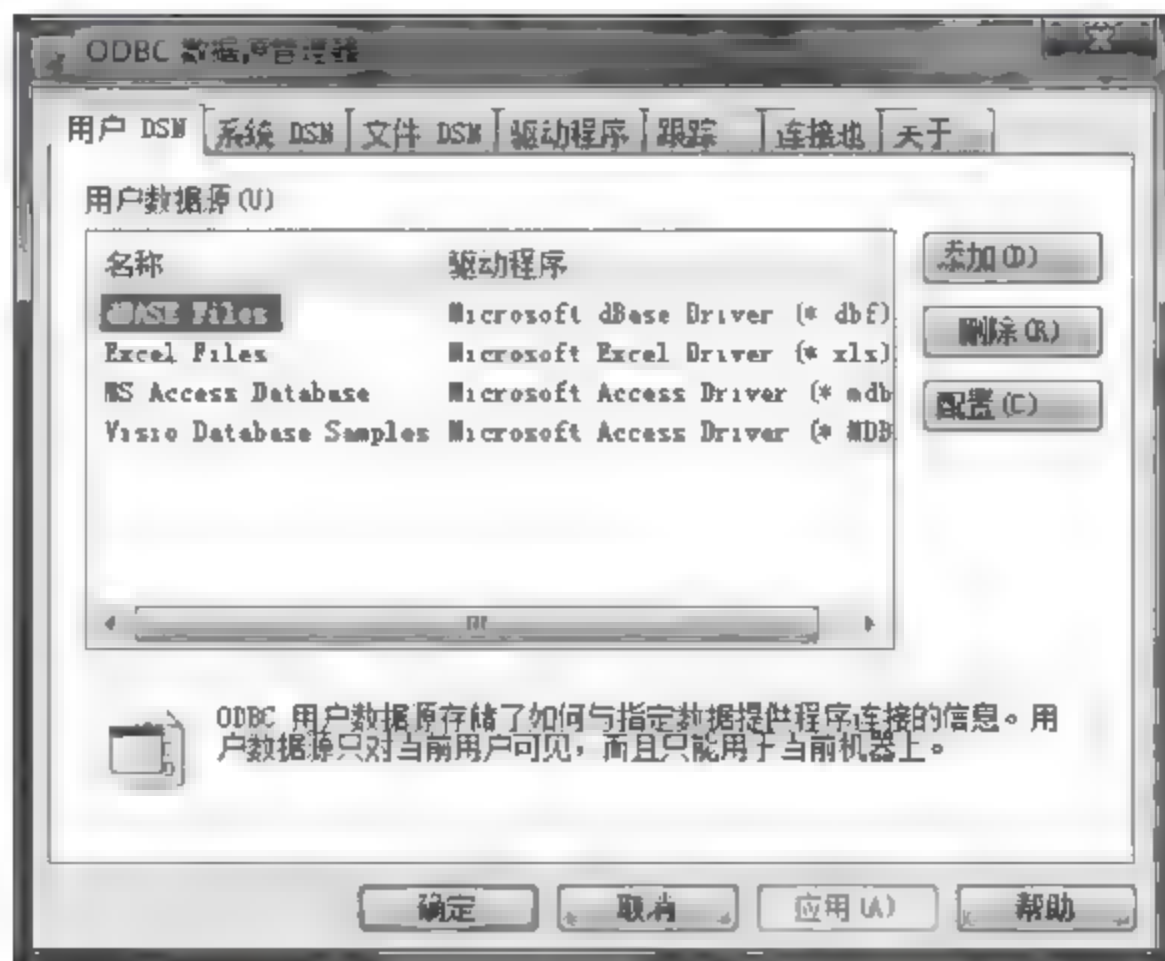 ODBC 数据源管理器
用户 DSN 系统 DSN 文件 DSN 驱动程序 跟踪 连接池 关于
用户数据源(U)
名称 驱动程序
dBASE Files Microsoft dBase Driver (*.dbf)
Excel Files Microsoft Excel Driver (*.xls)
MS Access Database Microsoft Access Driver (*.mdb
Visio Database Samples Microsoft Access Driver (*.MDB
添加(D)
删除(R)
配置(C)
ODBC 用户数据源存储了如何与指定数据提供程序连接的信息。用
户数据源只对当前用户可见，而且只能用于当前机器上。
确定 取消 应用(A) 帮助